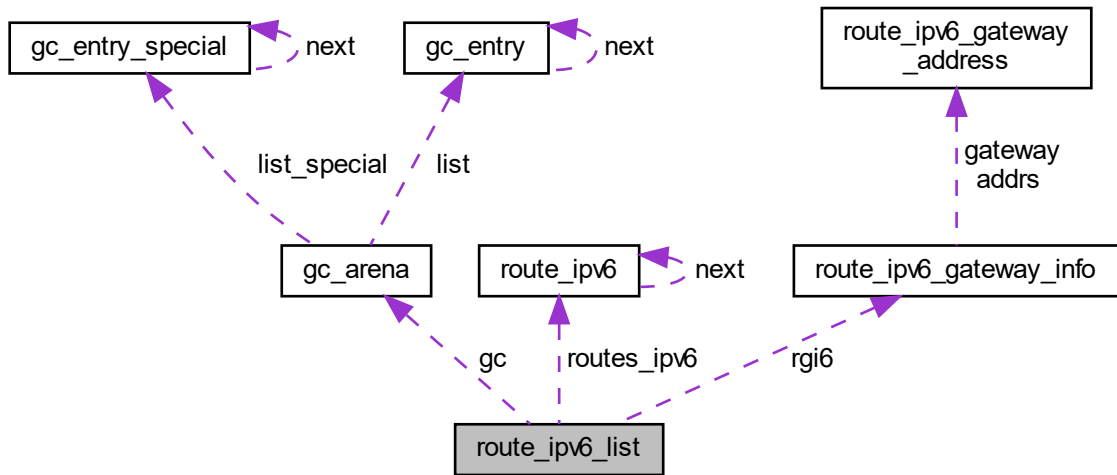 gc_entry_special
next
gc_entry
next
route_ipv6_gateway
_address
list_special
list
gateway
addrs
gc_arena
route_ipv6
next
route_ipv6_gateway_info
gc
routes_ipv6
rgi6
route_ipv6_list